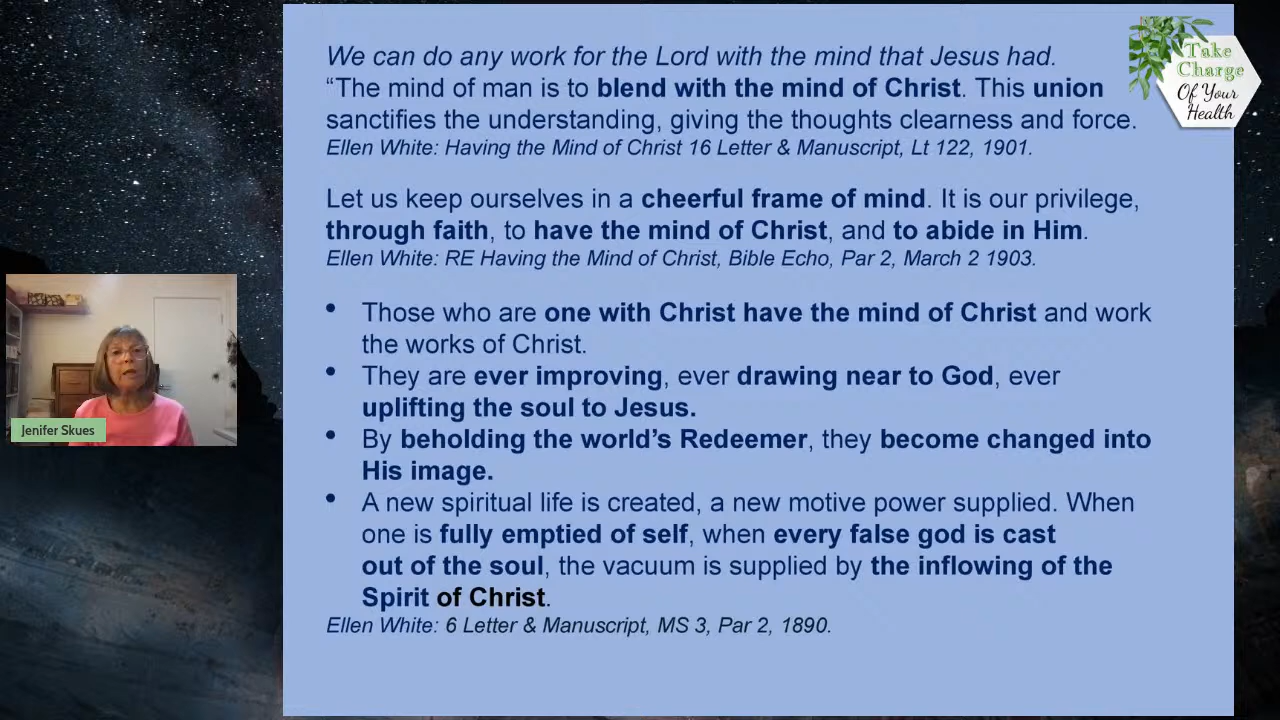 We can do any work for the Lord with the mind that Jesus had.
“The mind of man is to blend with the mind of Christ. This union
sanctifies the understanding, giving the thoughts clearness and force.
Ellen White: Having the Mind of Christ 16 Letter & Manuscript, Lt 122, 1901.
Let us keep ourselves in a cheerful frame of mind. It is our privilege,
through faith, to have the mind of Christ, and to abide in Him.
Ellen White: RE Having the Mind of Christ, Bible Echo, Par 2, March 2 1903.
• Those who are one with Christ have the mind of Christ and work
the works of Christ.
• They are ever improving, ever drawing near to God, ever
uplifting the soul to Jesus.
• By beholding the world’s Redeemer, they become changed into
His image.
• A new spiritual life is created, a new motive power supplied. When
one is fully emptied of self, when every false god is cast
out of the soul, the vacuum is supplied by the inflowing of the
Spirit of Christ.
Ellen White: 6 Letter & Manuscript, MS 3, Par 2, 1890.
Take
Charge
Of Your
Health
Jenifer Skues